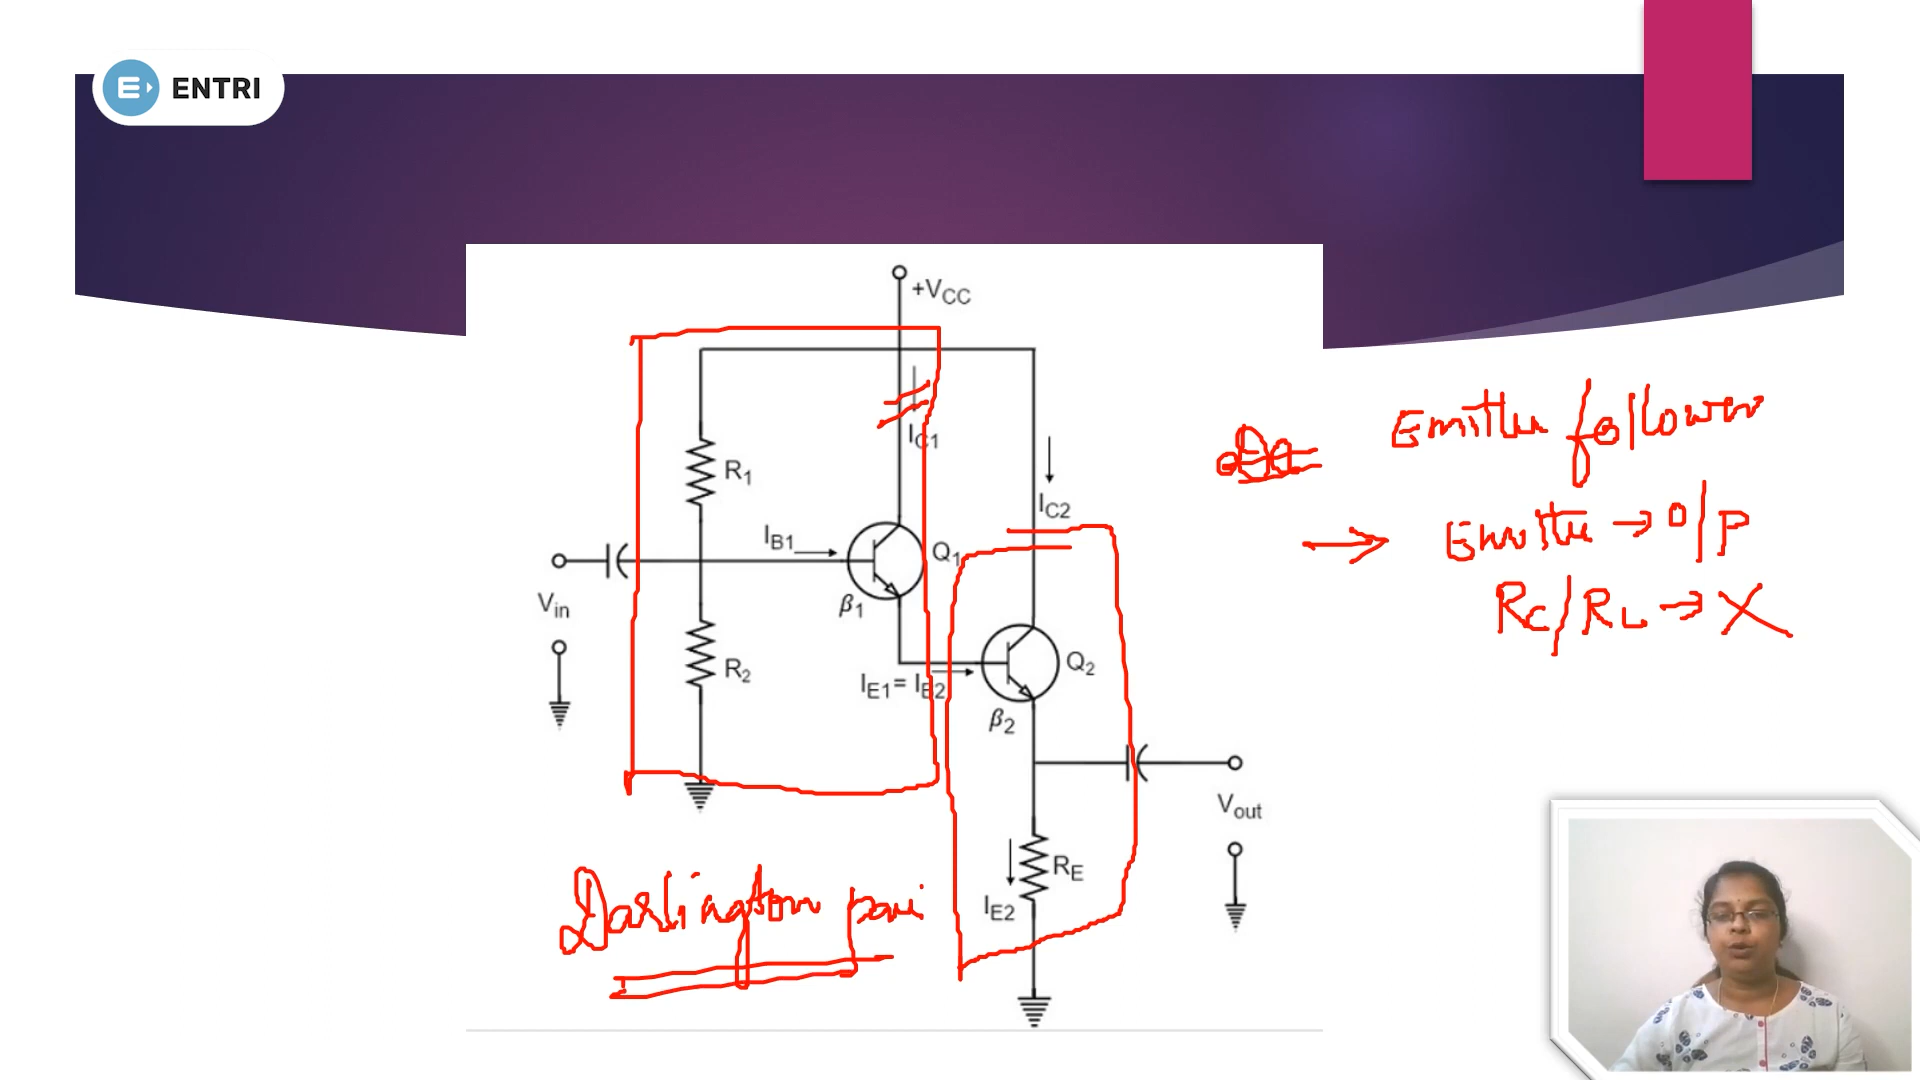 ENTRI
+VCC
IC1
R1
IC2
IB1
Q1
Vin
β1
R2
Q2
IE1= IB2
β2
Vout
RE
IE2
Emitter follower
Emitter → O/P
RC/RL → X
Darlington pair